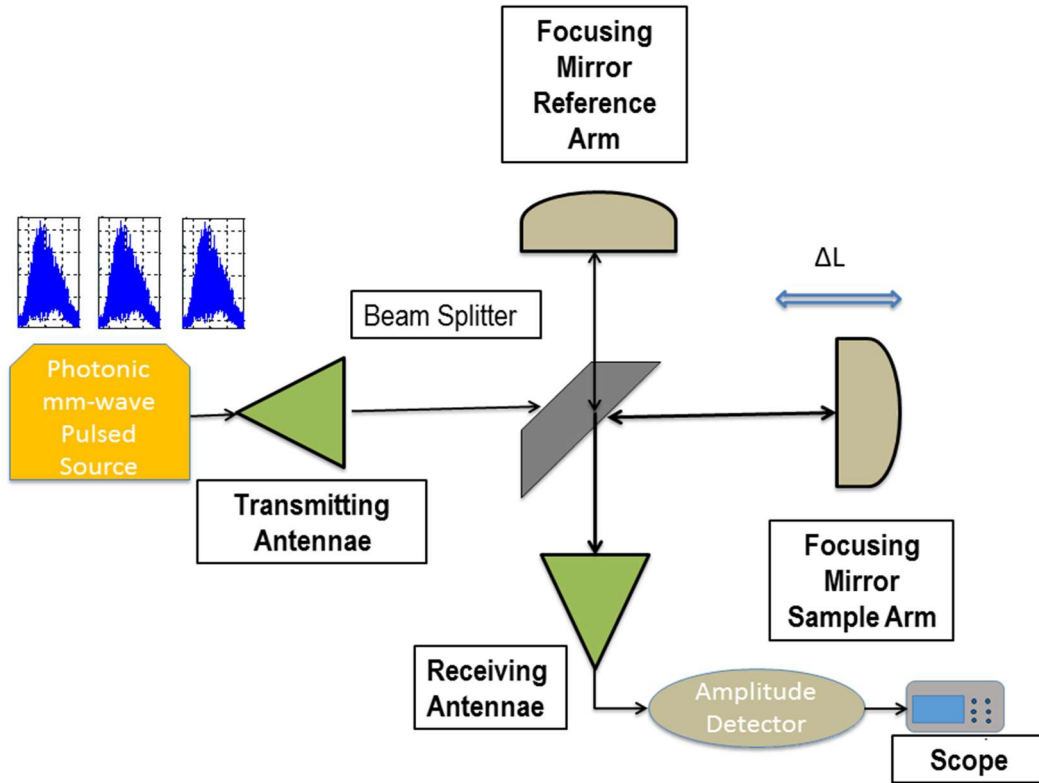 Focusing
Mirror
Reference
Arm
ΔL
Beam Splitter
Photonic
mm-wave
Pulsed
Source
Transmitting
Antennae
Focusing
Mirror
Sample Arm
Receiving
Antennae
Amplitude
Detector
Scope